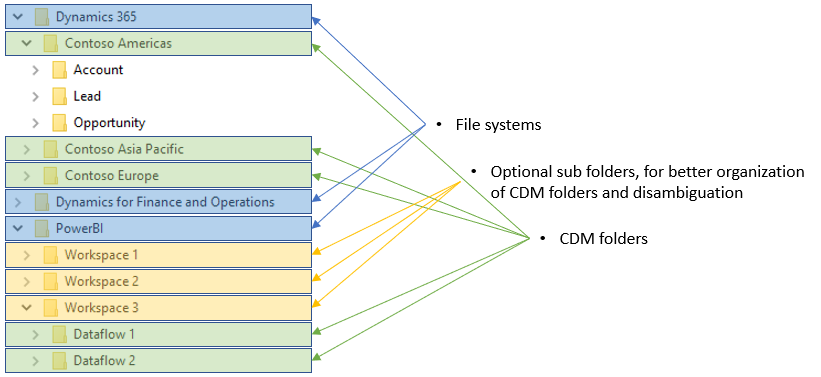 Dynamics 365
Contoso Americas
Account
Lead
Opportunity
Contoso Asia Pacific
Contoso Europe
Dynamics for Finance and Operations
PowerBI
Workspace 1
Workspace 2
Workspace 3
Dataflow 1
Dataflow 2
• File systems
• Optional sub folders, for better organization
of CDM folders and disambiguation
• CDM folders